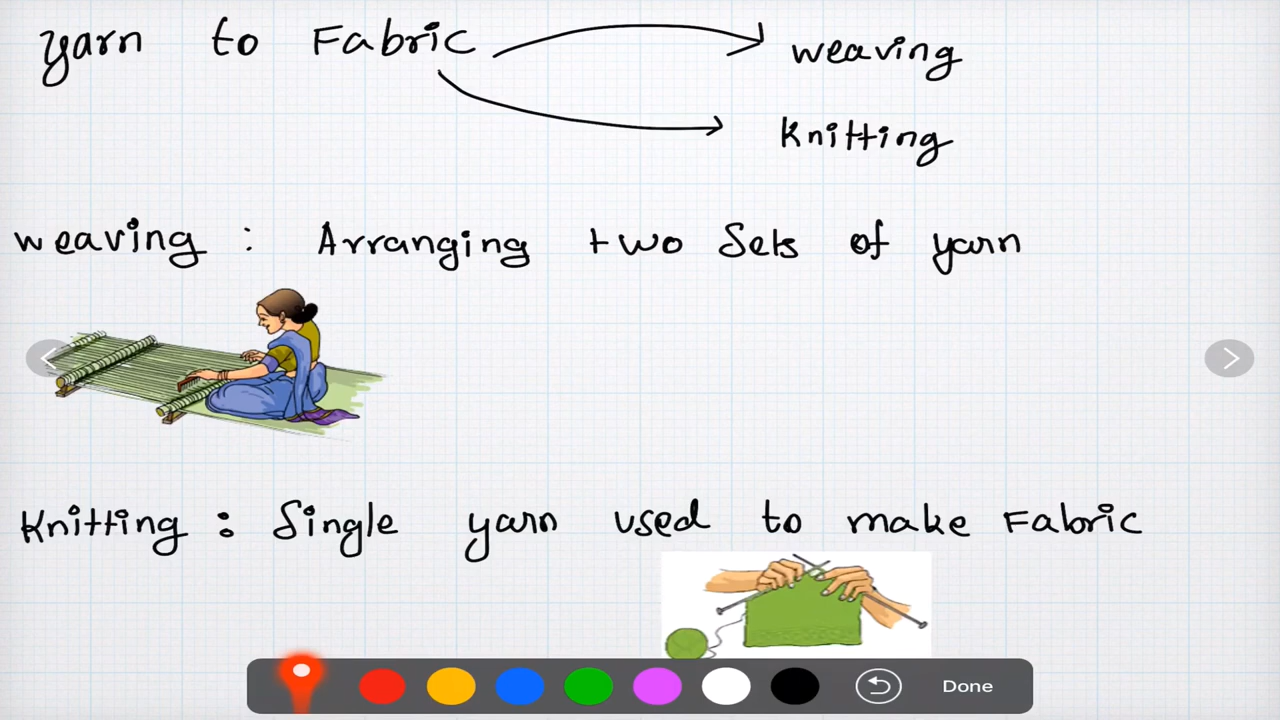 yarn to Fabric
weaving
Knitting
weaving : Arranging two Sets of yarn
Knitting : Single yarn used to make Fabric
Done